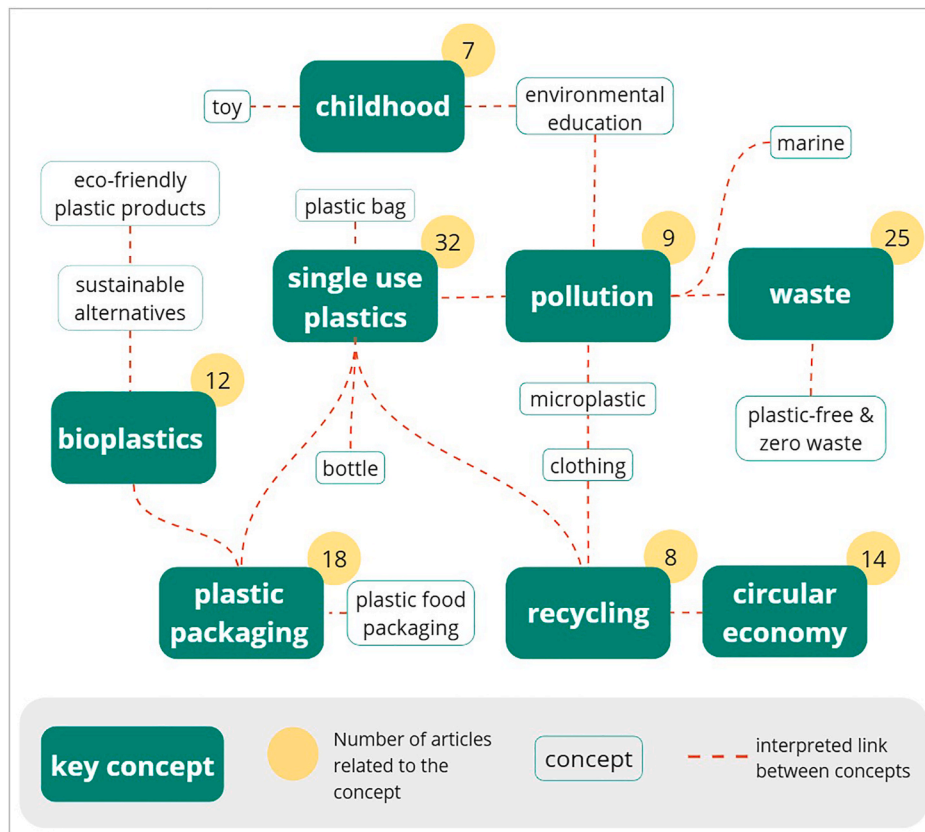 7
childhood
toy
environmental
education
marine
eco-friendly
plastic products
plastic bag
32
9
25
single use
plastics
pollution
waste
sustainable
alternatives
12
bioplastics
microplastic
plastic-free &
zero waste
bottle
clothing
18
8
14
plastic
packaging
plastic food
packaging
recycling
circular
economy
key concept
Number of articles
related to the
concept
concept
interpreted link
between concepts